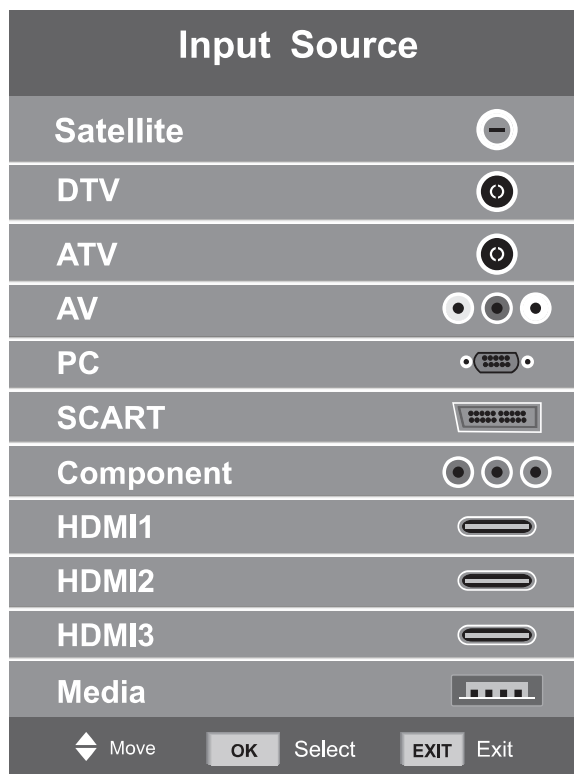 Input Source
Satellite
DTV
ATV
AV
PC
SCART
Component
HDMI1
HDMI2
HDMI3
Media
Move OK Select EXIT Exit